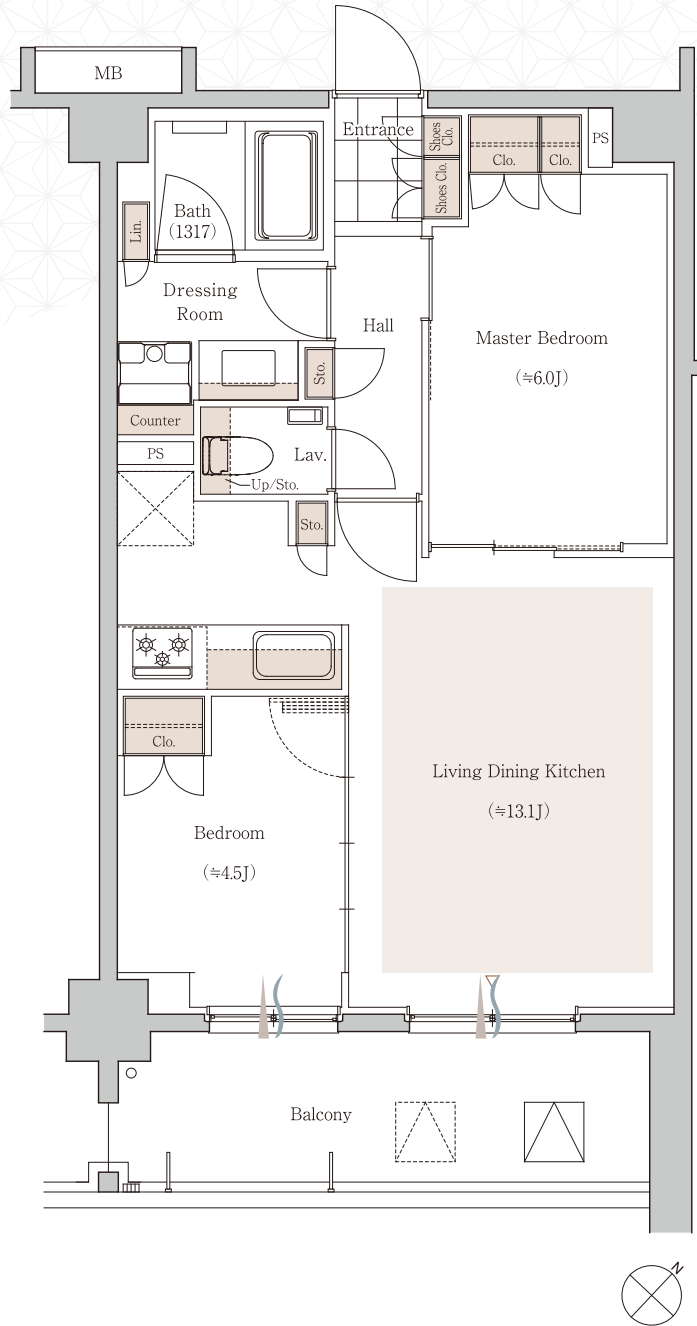 MB
Entrance
Shoes
Clo.
Shoes Clo.
Clo.
Clo.
PS
Bath
(1317)
Lin.
Dressing
Room
Hall
Master Bedroom
(≒6.0J)
Sto.
Counter
PS
Lav.
Up/Sto.
Sto.
Clo.
Living Dining Kitchen
(≒13.1J)
Bedroom
(≒4.5J)
Balcony
N